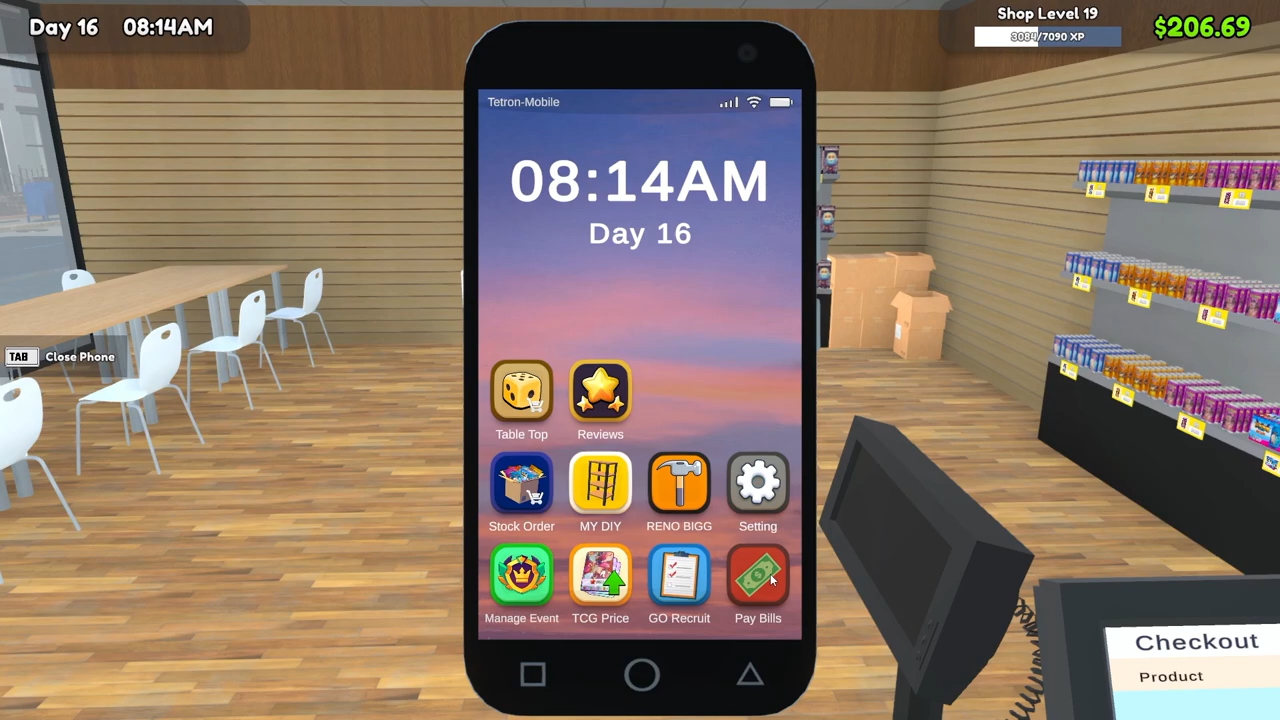 Day 16 08:14AM
Shop Level 19
3084/7090 XP
$206.69
Tetron-Mobile
08:14AM
Day 16
TAB Close Phone
Table Top Reviews
Stock Order MY DIY RENO BIGG Setting
Manage Event TCG Price GO Recruit Pay Bills
Checkout
Product